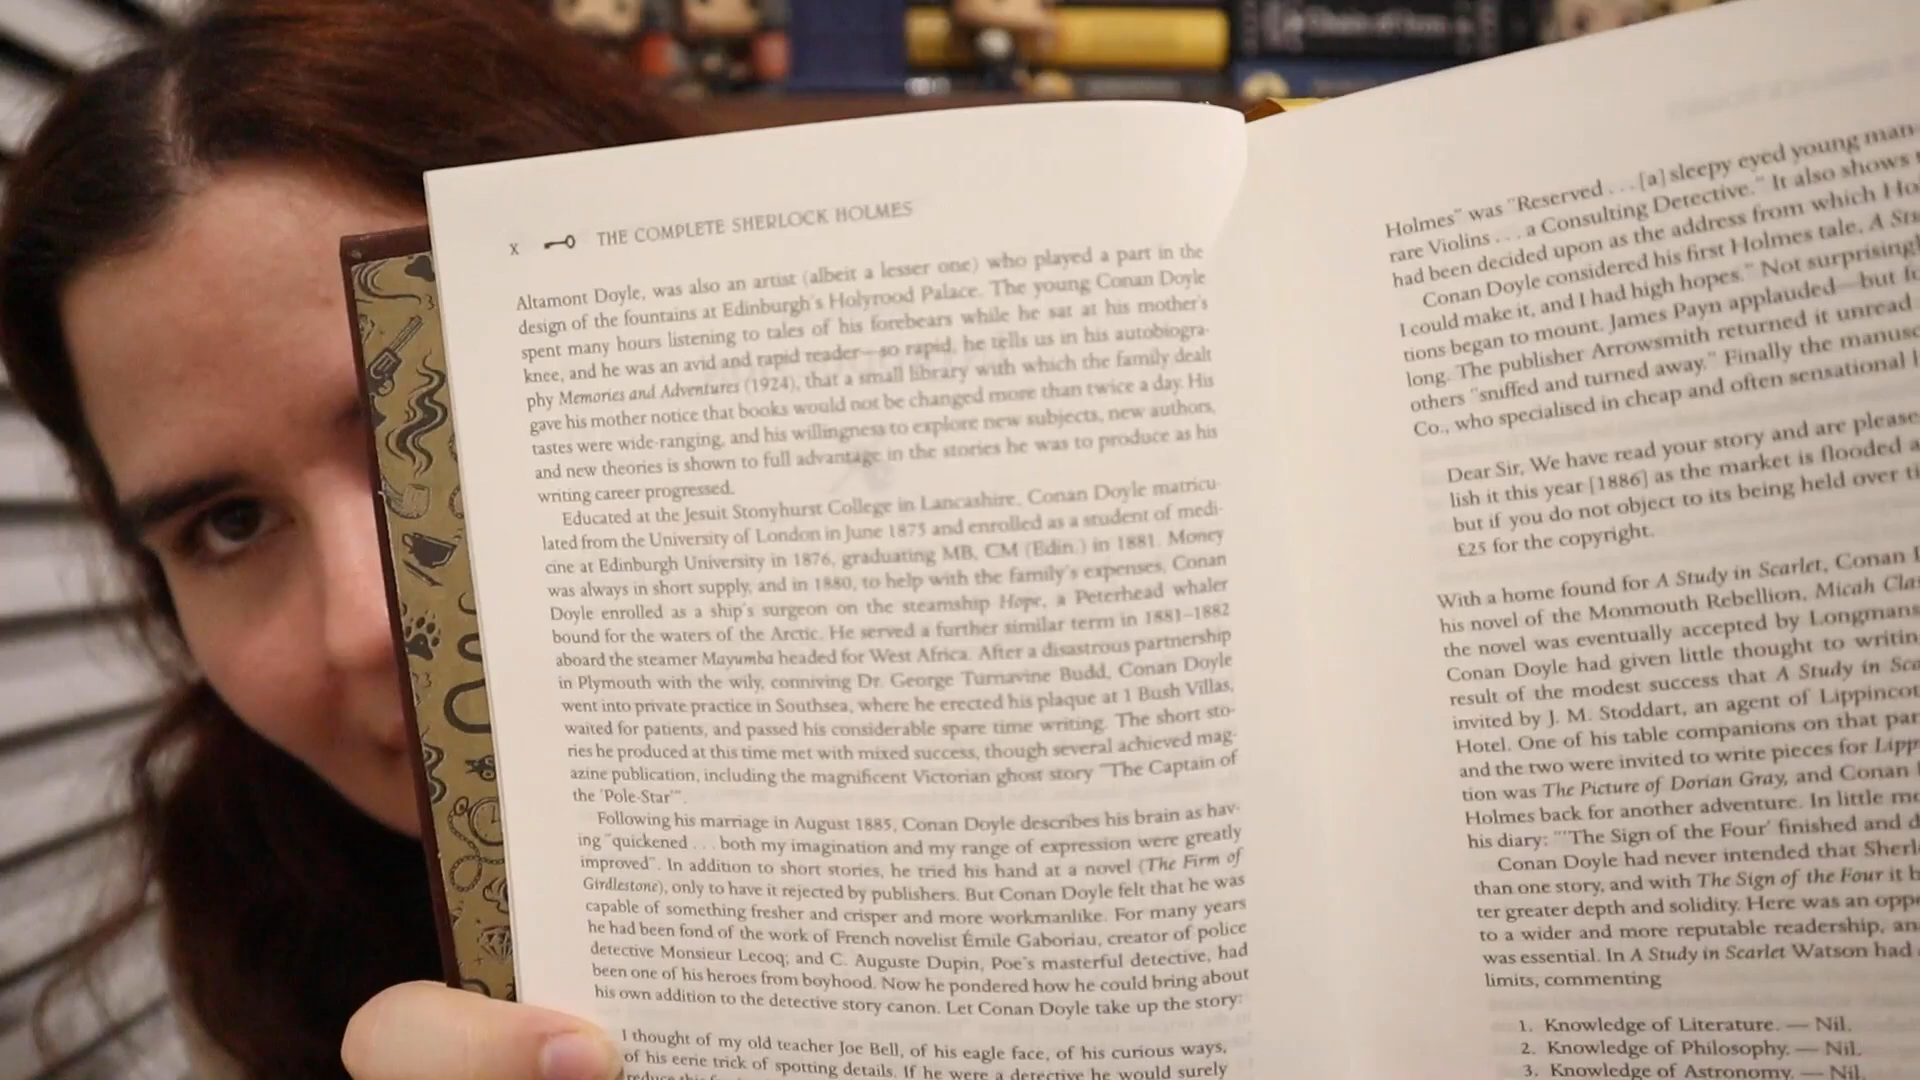 x THE COMPLETE SHERLOCK HOLMES
Altamont Doyle, was also an artist (albeit a lesser one) who played a part in the
design of the fountains at Edinburgh's Holyrood Palace. The young Conan Doyle
spent many hours listening to tales of his forebears while he sat at his mother's
knee, and he was an avid and rapid reader—so rapid, he tells us in his autobiogra-
phy Memories and Adventures (1924), that a small library with which the family dealt
gave his mother notice that books would not be changed more than twice a day. His
tastes were wide-ranging, and his willingness to explore new subjects, new authors,
and new theories is shown to full advantage in the stories he was to produce as his
writing career progressed.
Educated at the Jesuit Stonyhurst College in Lancashire, Conan Doyle matricu-
lated from the University of London in June 1875 and enrolled as a student of medi-
cine at Edinburgh University in 1876, graduating MB, CM (Edin.) in 1881. Money
was always in short supply, and in 1880, to help with the family's expenses, Conan
Doyle enrolled as a ship's surgeon on the steamship Hope, a Peterhead whaler
bound for the waters of the Arctic. He served a further similar term in 1881–1882
aboard the steamer Mayumba headed for West Africa. After a disastrous partnership
in Plymouth with the wily, conniving Dr. George Turnavine Budd, Conan Doyle
went into private practice in Southsea, where he erected his plaque at 1 Bush Villas,
waited for patients, and passed his considerable spare time writing. The short sto-
ries he produced at this time met with mixed success, though several achieved mag-
azine publication, including the magnificent Victorian ghost story "The Captain of
the 'Pole-Star'".
Following his marriage in August 1885, Conan Doyle describes his brain as hav-
ing "quickened . . . both my imagination and my range of expression were greatly
improved". In addition to short stories, he tried his hand at a novel (The Firm of
Girdlestone), only to have it rejected by publishers. But Conan Doyle felt that he was
capable of something fresher and crisper and more workmanlike. For many years
he had been fond of the work of French novelist Émile Gaboriau, creator of police
detective Monsieur Lecoq; and C. Auguste Dupin, Poe's masterful detective, had
been one of his heroes from boyhood. Now he pondered how he could bring about
his own addition to the detective story canon. Let Conan Doyle take up the story:
I thought of my old teacher Joe Bell, of his eagle face, of his curious ways,
of his eerie trick of spotting details. If he were a detective he would surely
Holmes" was "Reserved . . . [a] sleepy eyed young man
rare Violins . . . a Consulting Detective." It also shows
had been decided upon as the address from which
Conan Doyle considered his first Holmes tale, A
I could make it, and I had high hopes." Not
tions began to mount. James Payn applauded—but
long. The publisher Arrowsmith returned it unread
others "sniffed and turned away." Finally the
Co., who specialised in cheap and often sensational
Dear Sir, We have read your story and are
lish it this year [1886] as the market is flooded
but if you do not object to its being held over
£25 for the copyright.
With a home found for A Study in Scarlet, Conan
his novel of the Monmouth Rebellion, Micah
the novel was eventually accepted by Longmans
Conan Doyle had given little thought to
result of the modest success that A Study in
invited by J. M. Stoddart, an agent of
Hotel. One of his table companions on that
and the two were invited to write pieces for
tion was The Picture of Dorian Gray, and Conan
Holmes back for another adventure. In little
his diary: "'The Sign of the Four' finished and
Conan Doyle had never intended that
than one story, and with The Sign of the Four it
ter greater depth and solidity. Here was an
to a wider and more reputable readership,
was essential. In A Study in Scarlet Watson had
limits, commenting
1. Knowledge of Literature. — Nil.
2. Knowledge of Philosophy. — Nil.
3. Knowledge of Astronomy. — Nil.